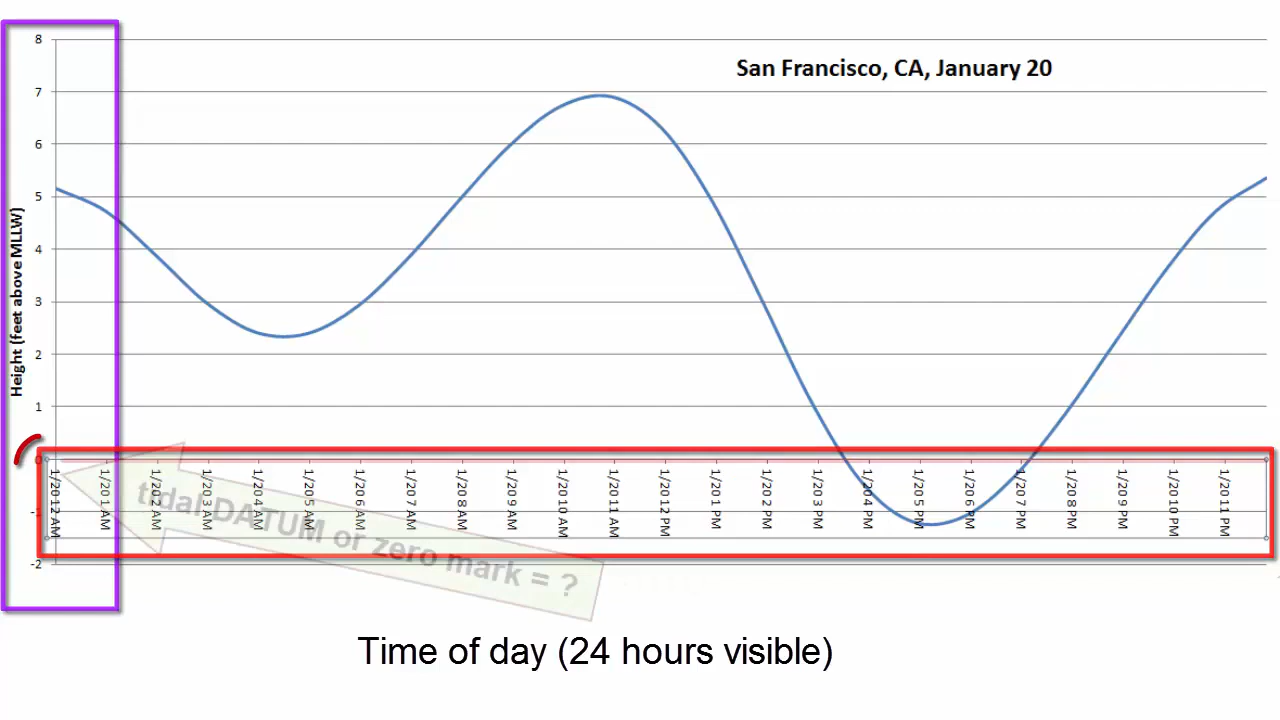 San Francisco, CA, January 20
Height (feet above MLLW)
8
7
6
5
4
3
2
1
0
-1
-2
1/20 12 AM
1/20 1 AM
1/20 2 AM
1/20 3 AM
1/20 4 AM
1/20 5 AM
1/20 6 AM
1/20 7 AM
1/20 8 AM
1/20 9 AM
1/20 10 AM
1/20 11 AM
1/20 12 PM
1/20 1 PM
1/20 2 PM
1/20 3 PM
1/20 4 PM
1/20 5 PM
1/20 6 PM
1/20 7 PM
1/20 8 PM
1/20 9 PM
1/20 10 PM
1/20 11 PM
tidal DATUM or zero mark = ?
Time of day (24 hours visible)